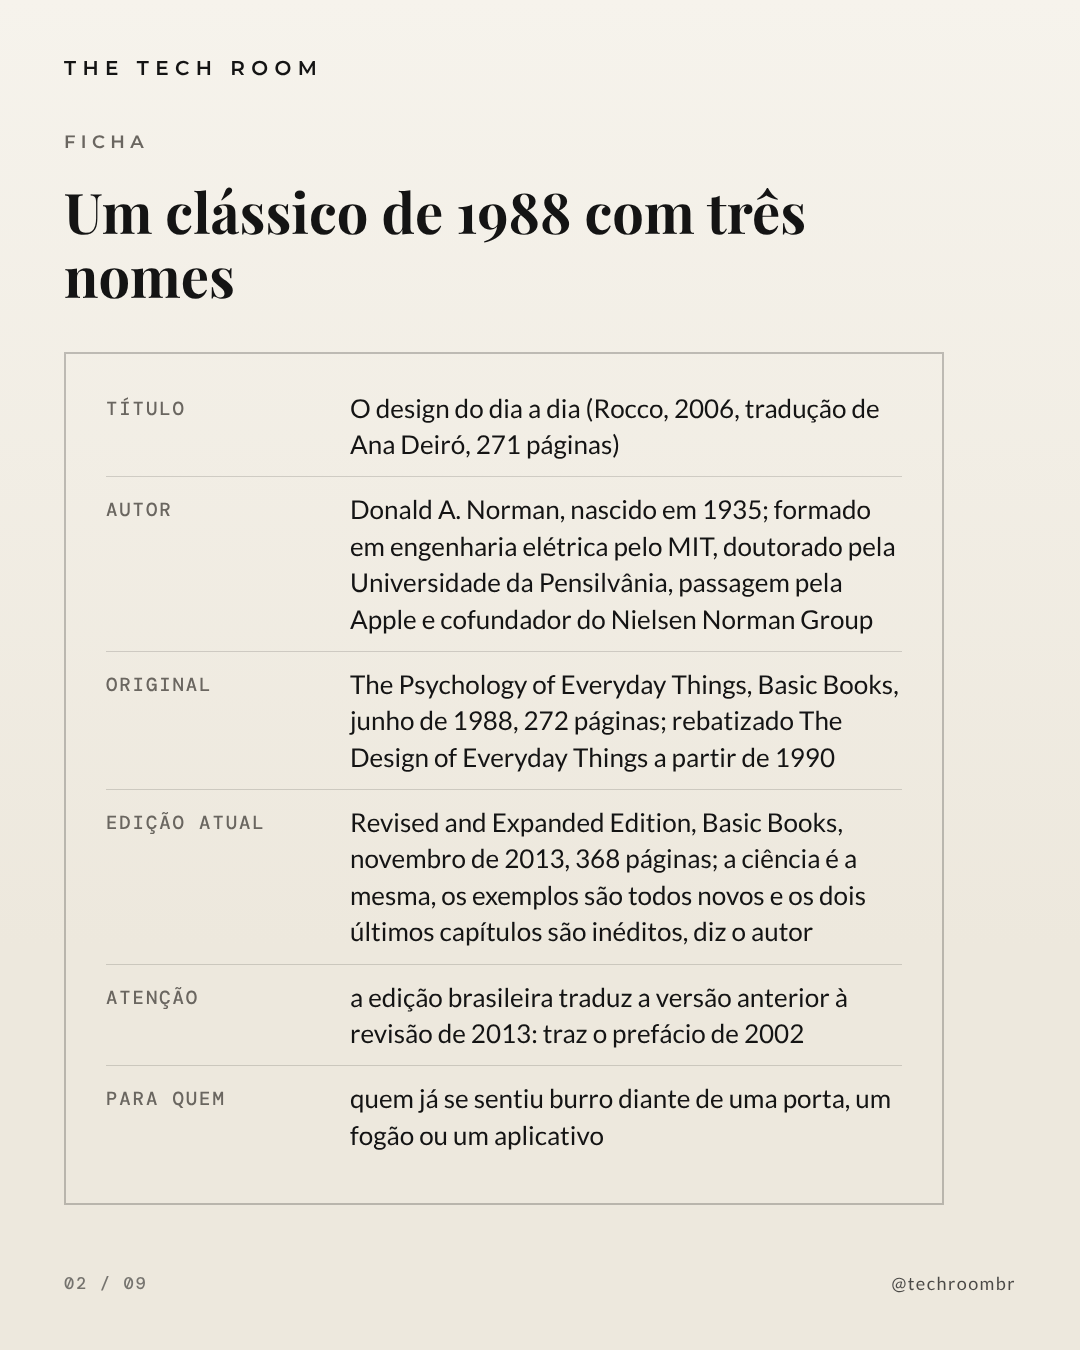 THE TECH ROOM
FICHA
Um clássico de 1988 com três
nomes
TÍTULO
O design do dia a dia (Rocco, 2006, tradução de
Ana Deiró, 271 páginas)
AUTOR
Donald A. Norman, nascido em 1935; formado
em engenharia elétrica pelo MIT, doutorado pela
Universidade da Pensilvânia, passagem pela
Apple e cofundador do Nielsen Norman Group
ORIGINAL
The Psychology of Everyday Things, Basic Books,
junho de 1988, 272 páginas; rebatizado The
Design of Everyday Things a partir de 1990
EDIÇÃO ATUAL
Revised and Expanded Edition, Basic Books,
novembro de 2013, 368 páginas; a ciência é a
mesma, os exemplos são todos novos e os dois
últimos capítulos são inéditos, diz o autor
ATENÇÃO
a edição brasileira traduz a versão anterior à
revisão de 2013: traz o prefácio de 2002
PARA QUEM
quem já se sentiu burro diante de uma porta, um
fogão ou um aplicativo
02 / 09
@techroombr